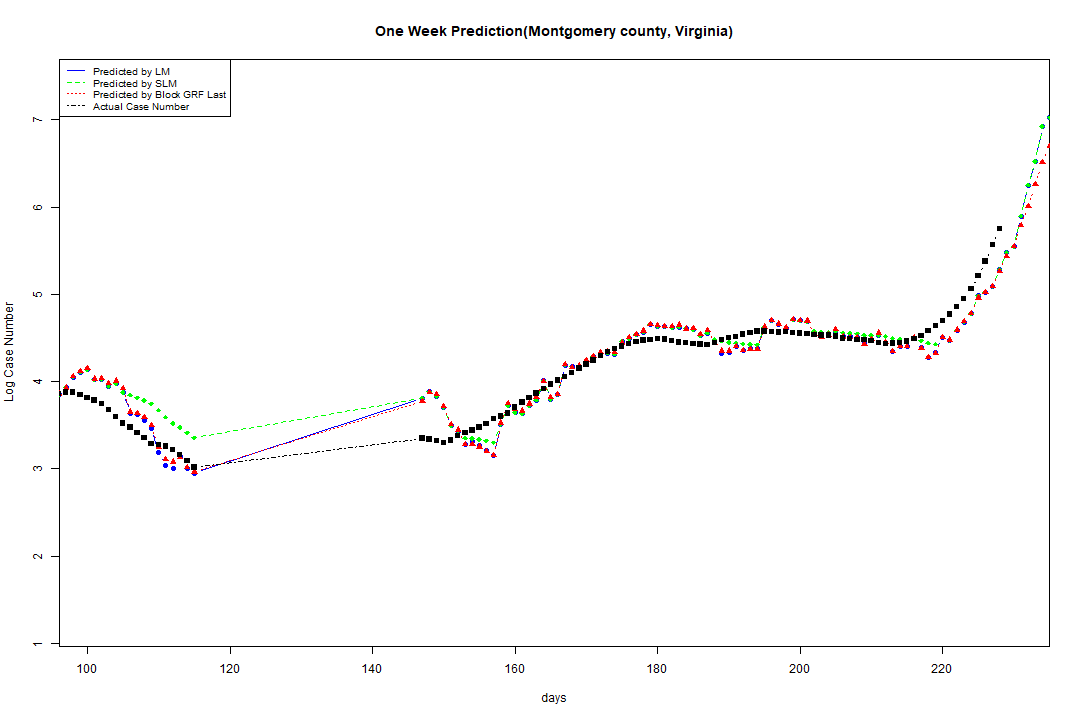 One Week Prediction(Montgomery county, Virginia)
Predicted by LM
Predicted by SLM
Predicted by Block GRF Last
Actual Case Number
Log Case Number
7
6
5
4
3
2
1
100 120 140 160 180 200 220
days